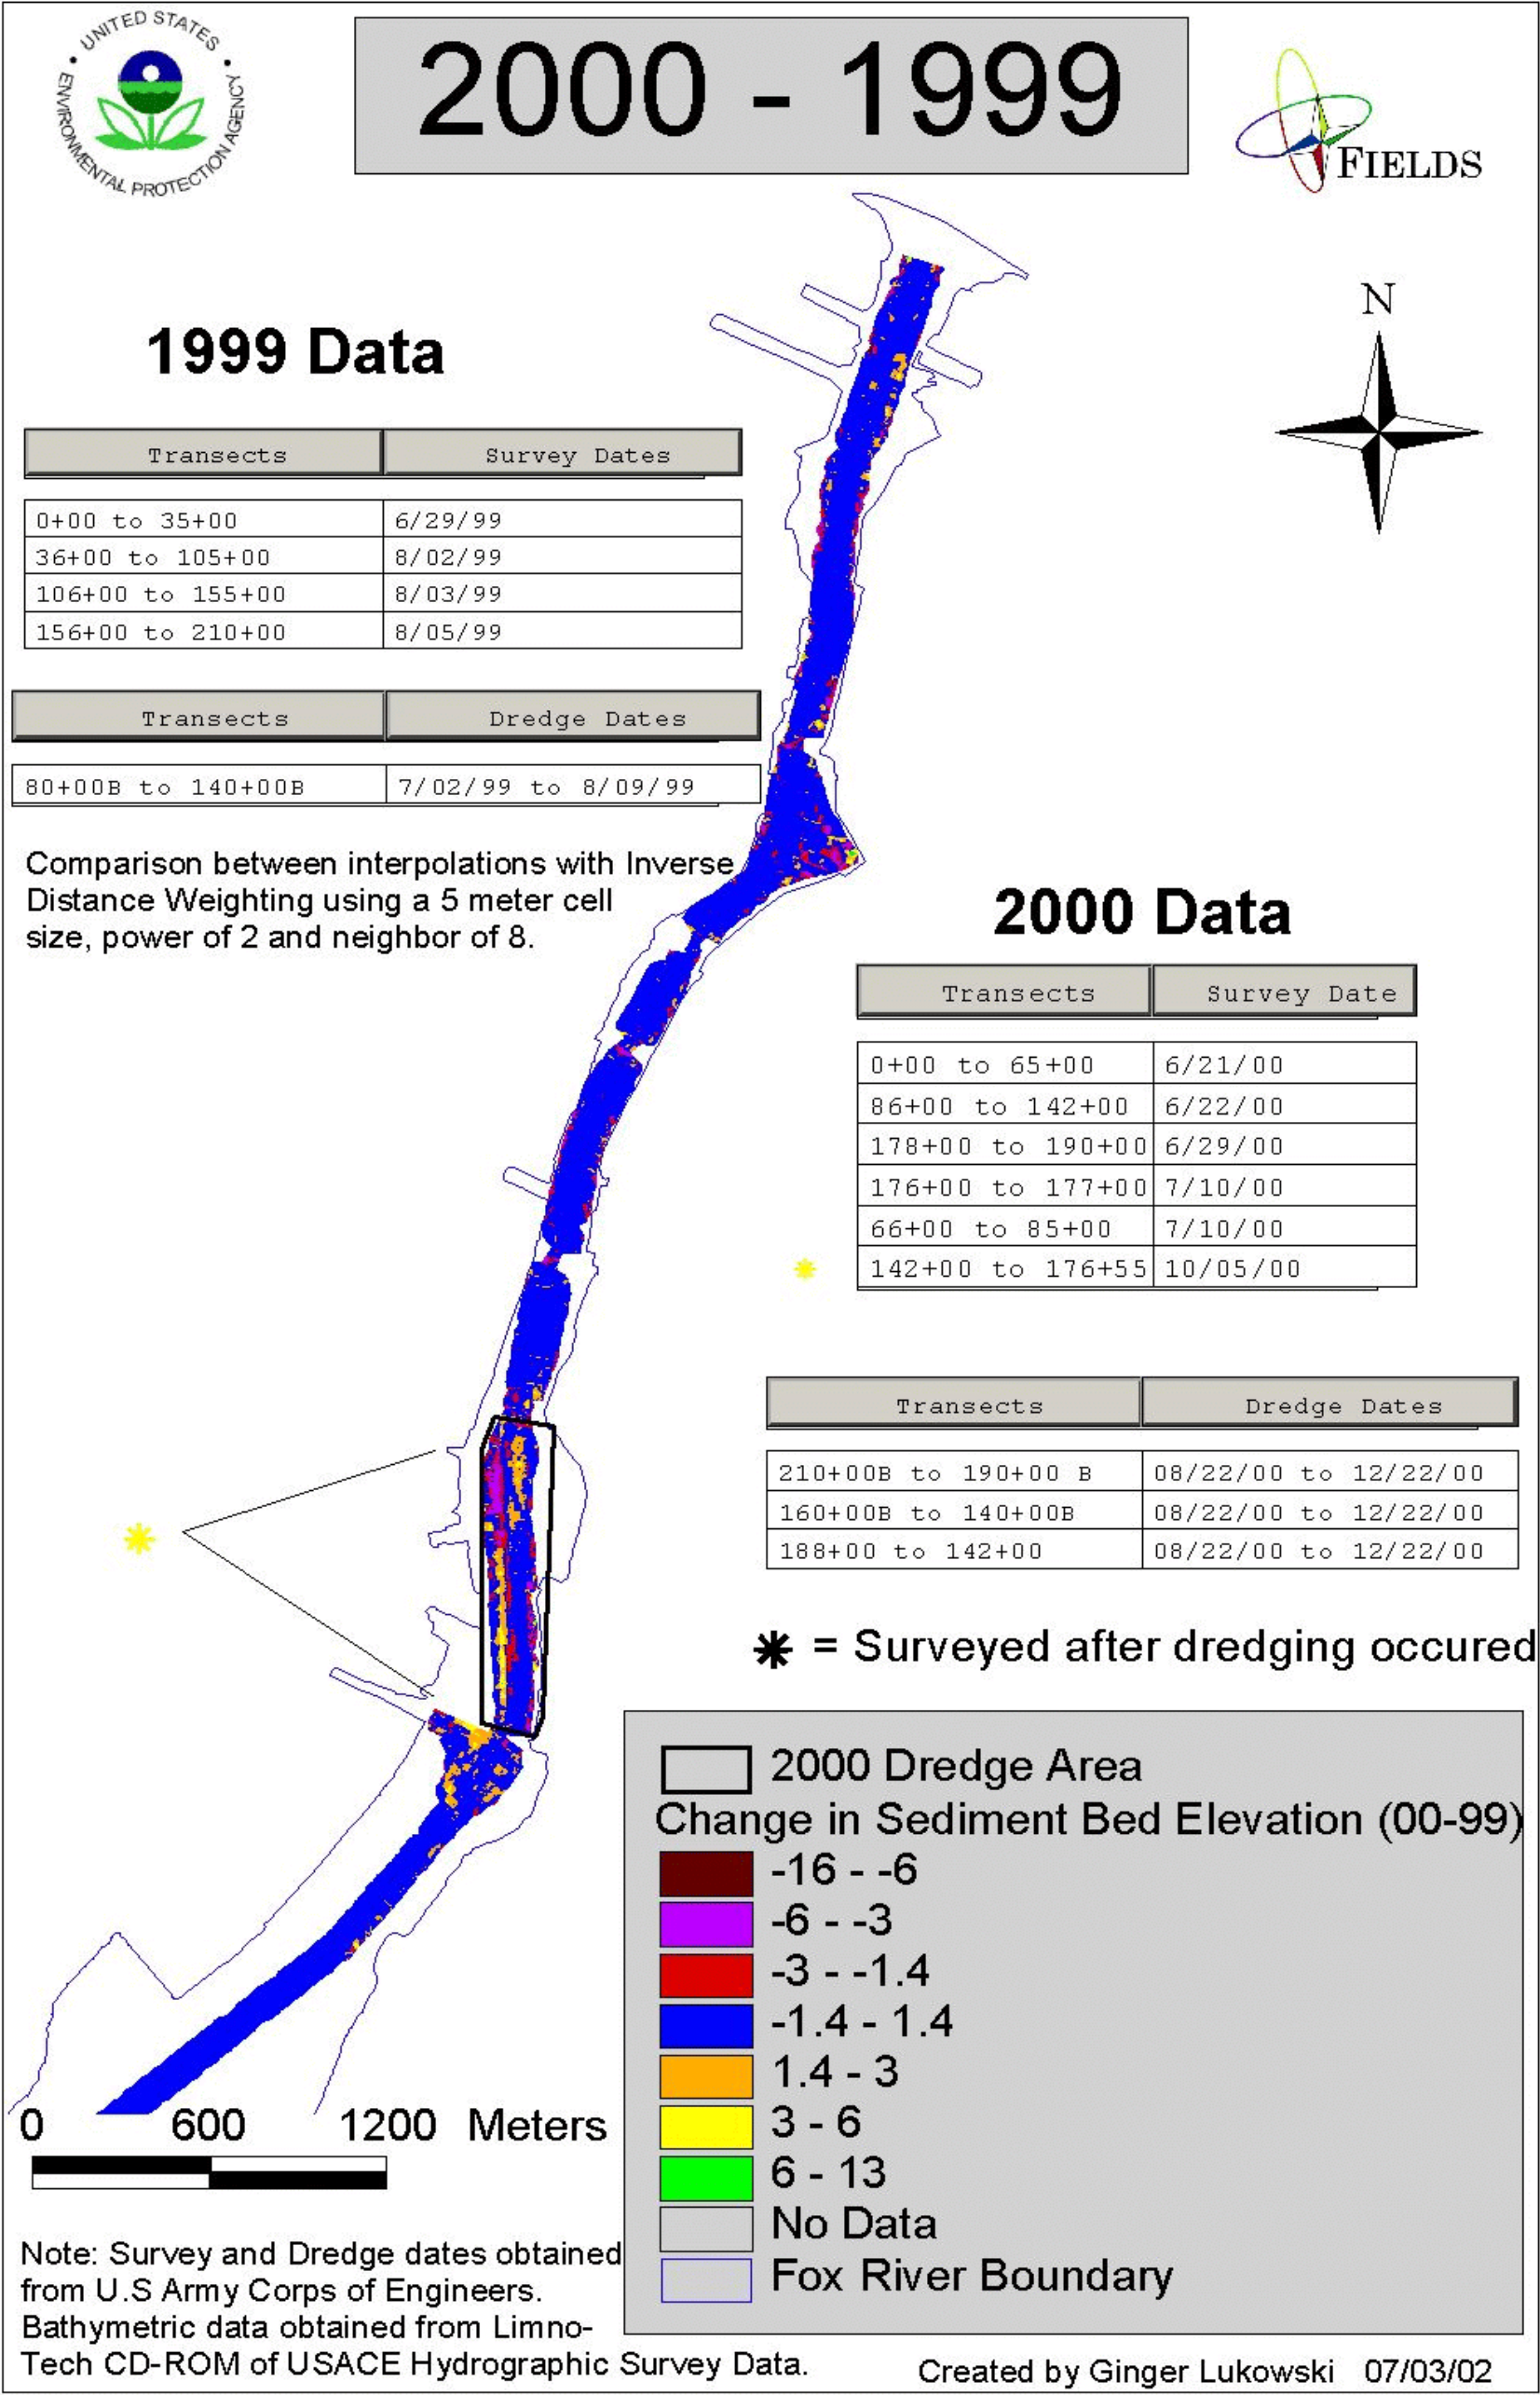 UNITED STATES
ENVIRONMENTAL PROTECTION AGENCY
2000 - 1999
FIELDS
N
1999 Data
Transects Survey Dates
0+00 to 35+00 6/29/99
36+00 to 105+00 8/02/99
106+00 to 155+00 8/03/99
156+00 to 210+00 8/05/99
Transects Dredge Dates
80+00B to 140+00B 7/02/99 to 8/09/99
Comparison between interpolations with Inverse
Distance Weighting using a 5 meter cell
size, power of 2 and neighbor of 8.
2000 Data
Transects Survey Date
0+00 to 65+00 6/21/00
86+00 to 142+00 6/22/00
178+00 to 190+00 6/29/00
176+00 to 177+00 7/10/00
66+00 to 85+00 7/10/00
* 142+00 to 176+55 10/05/00
Transects Dredge Dates
210+00B to 190+00 B 08/22/00 to 12/22/00
160+00B to 140+00B 08/22/00 to 12/22/00
188+00 to 142+00 08/22/00 to 12/22/00
*
* = Surveyed after dredging occured
2000 Dredge Area
Change in Sediment Bed Elevation (00-99)
-16 - -6
-6 - -3
-3 - -1.4
-1.4 - 1.4
1.4 - 3
3 - 6
6 - 13
No Data
Fox River Boundary
0 600 1200 Meters
Note: Survey and Dredge dates obtained
from U.S Army Corps of Engineers.
Bathymetric data obtained from Limno-
Tech CD-ROM of USACE Hydrographic Survey Data.
Created by Ginger Lukowski 07/03/02